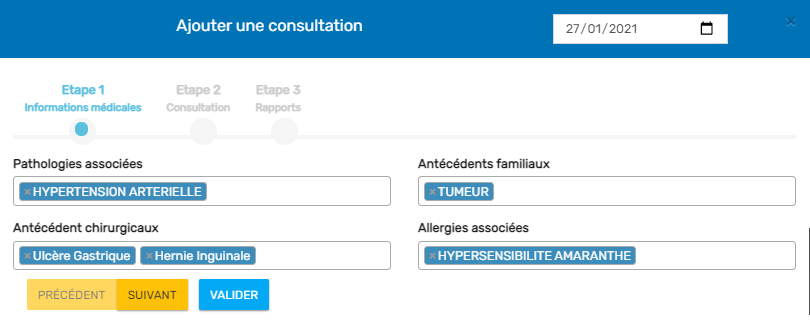 Ajouter une consultation
27/01/2021
×
Etape 1
Informations médicales
Etape 2
Consultation
Etape 3
Rapports
Pathologies associées
×HYPERTENSION ARTERIELLE
Antécédents familiaux
×TUMEUR
Antécédent chirurgicaux
×Ulcère Gastrique ×Hernie Inguinale
Allergies associées
×HYPERSENSIBILITE AMARANTHE
PRÉCÉDENT SUIVANT VALIDER